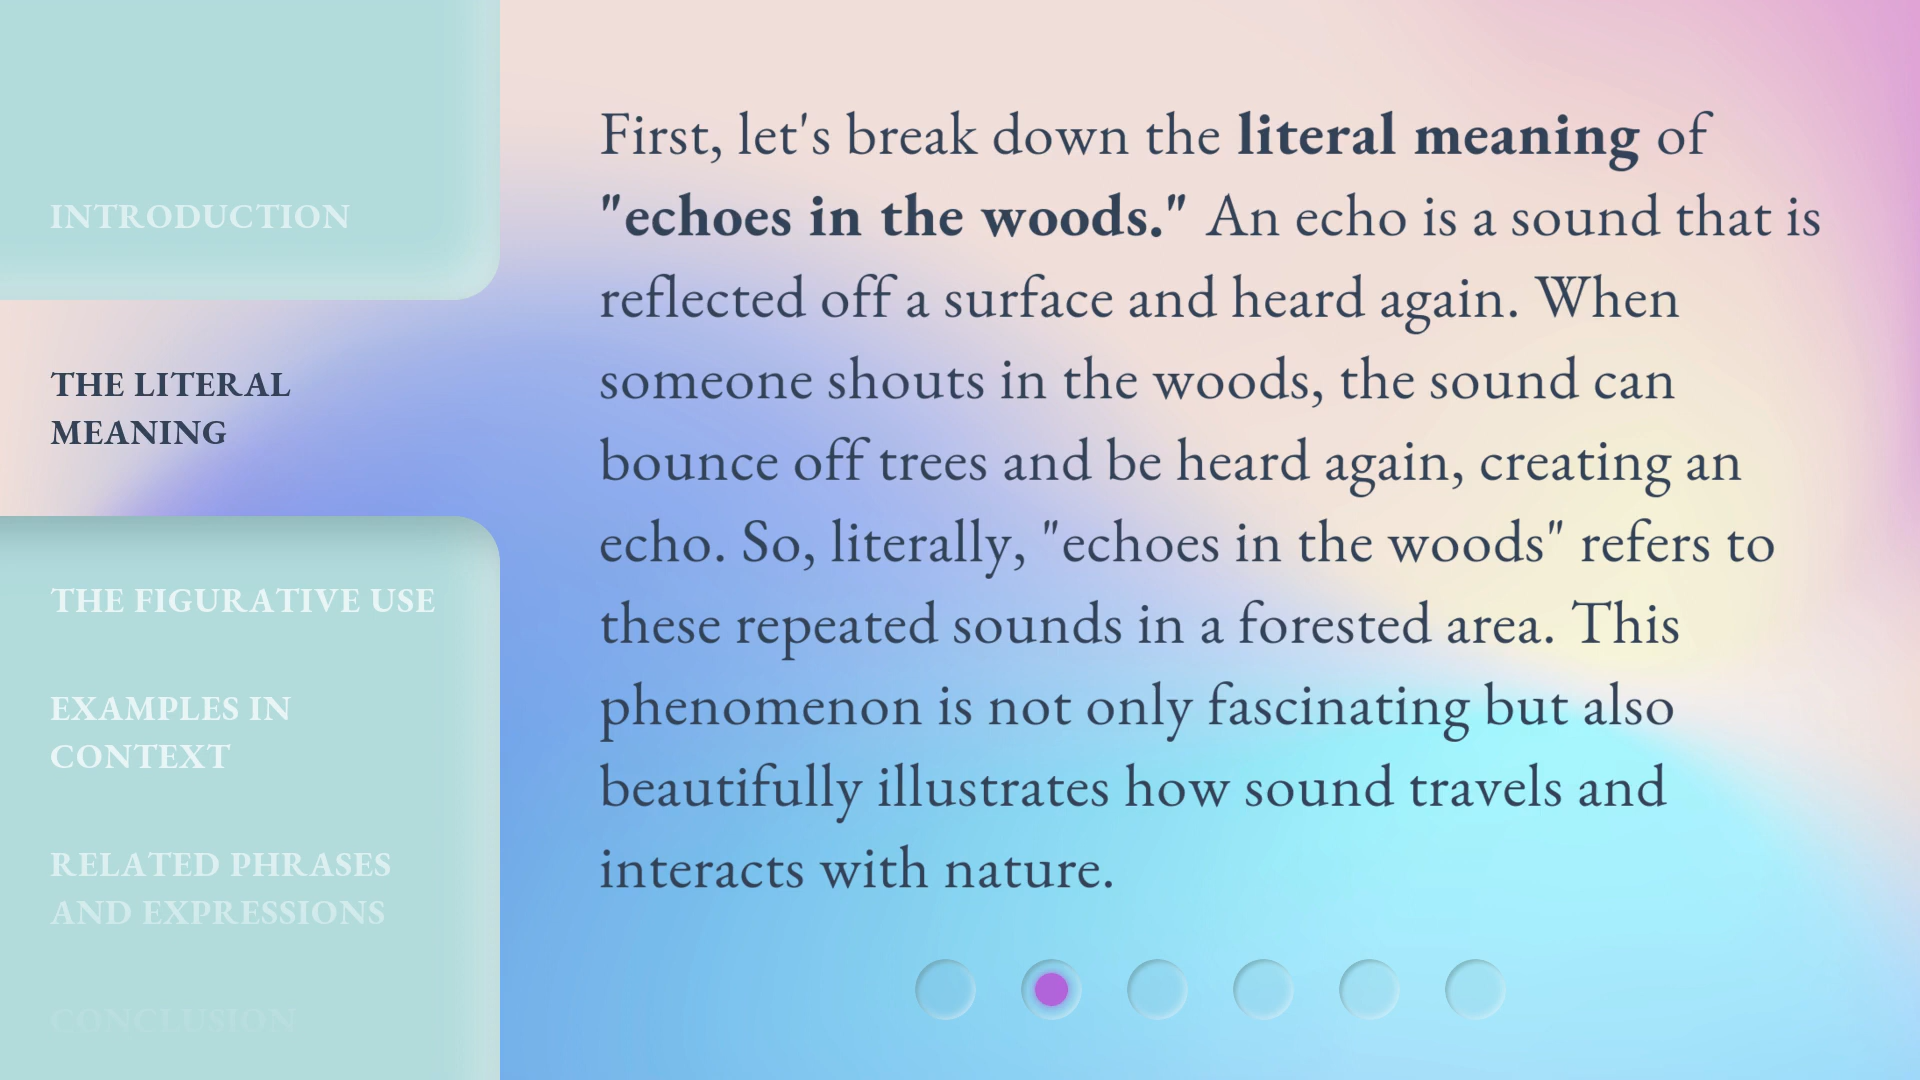 INTRODUCTION
THE LITERAL
MEANING
THE FIGURATIVE USE
EXAMPLES IN
CONTEXT
RELATED PHRASES
AND EXPRESSIONS
CONCLUSION
First, let's break down the literal meaning of
"echoes in the woods." An echo is a sound that is
reflected off a surface and heard again. When
someone shouts in the woods, the sound can
bounce off trees and be heard again, creating an
echo. So, literally, "echoes in the woods" refers to
these repeated sounds in a forested area. This
phenomenon is not only fascinating but also
beautifully illustrates how sound travels and
interacts with nature.